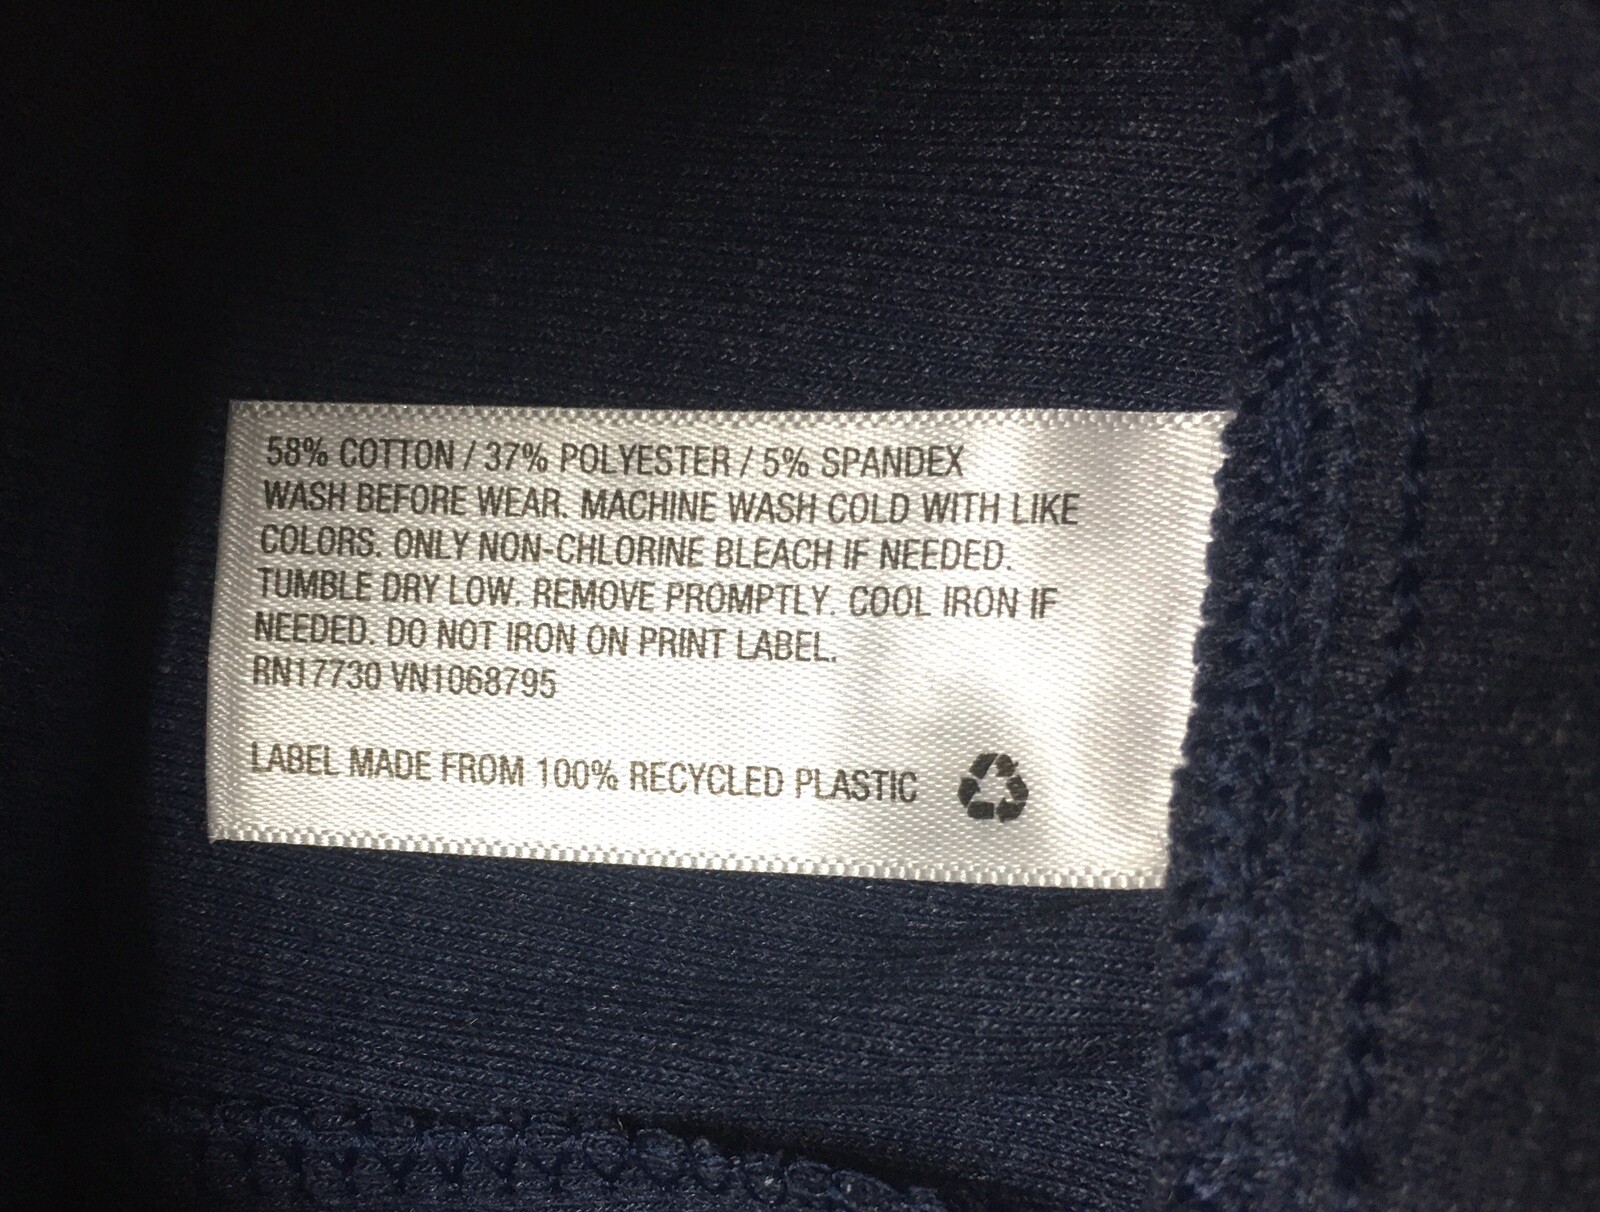 58% COTTON / 37% POLYESTER / 5% SPANDEX
WASH BEFORE WEAR. MACHINE WASH COLD WITH LIKE
COLORS. ONLY NON-CHLORINE BLEACH IF NEEDED.
TUMBLE DRY LOW. REMOVE PROMPTLY. COOL IRON IF
NEEDED. DO NOT IRON ON PRINT LABEL.
RN17730 VN1068795
LABEL MADE FROM 100% RECYCLED PLASTIC